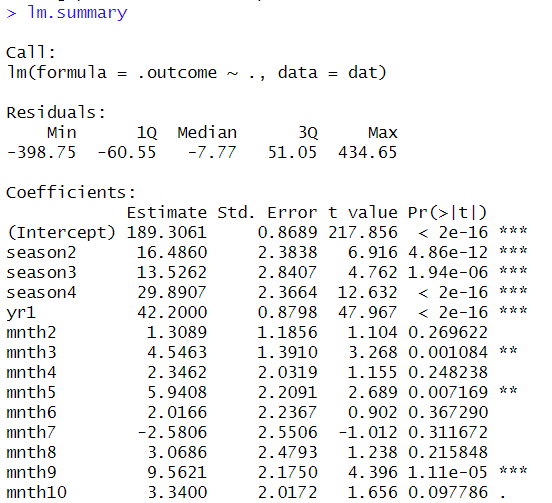 > lm.summary
Call:
lm(formula = .outcome ~ ., data = dat)
Residuals:
Min 1Q Median 3Q Max
-398.75 -60.55 -7.77 51.05 434.65
Coefficients:
Estimate Std. Error t value Pr(>|t|)
(Intercept) 189.3061 0.8689 217.856 < 2e-16 ***
season2 16.4860 2.3838 6.916 4.86e-12 ***
season3 13.5262 2.8407 4.762 1.94e-06 ***
season4 29.8907 2.3664 12.632 < 2e-16 ***
yr1 42.2000 0.8798 47.967 < 2e-16 ***
mnth2 1.3089 1.1856 1.104 0.269622
mnth3 4.5463 1.3910 3.268 0.001084 **
mnth4 2.3462 2.0319 1.155 0.248238
mnth5 5.9408 2.2091 2.689 0.007169 **
mnth6 2.0166 2.2367 0.902 0.367290
mnth7 -2.5806 2.5506 -1.012 0.311672
mnth8 3.0686 2.4793 1.238 0.215848
mnth9 9.5621 2.1750 4.396 1.11e-05 ***
mnth10 3.3400 2.0172 1.656 0.097786 .